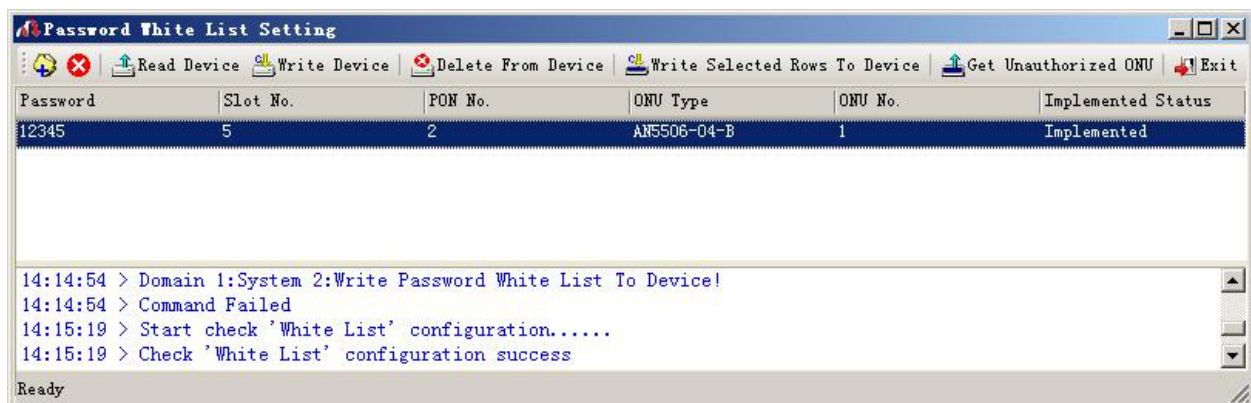 Password White List Setting
Read Device Write Device Delete From Device Write Selected Rows To Device Get Unauthorized ONU Exit
Password Slot No. PON No. ONU Type ONU No. Implemented Status
12345 5 2 AN5506-04-B 1 Implemented
14:14:54 > Domain 1:System 2:Write Password White List To Device!
14:14:54 > Command Failed
14:15:19 > Start check 'White List' configuration......
14:15:19 > Check 'White List' configuration success
Ready